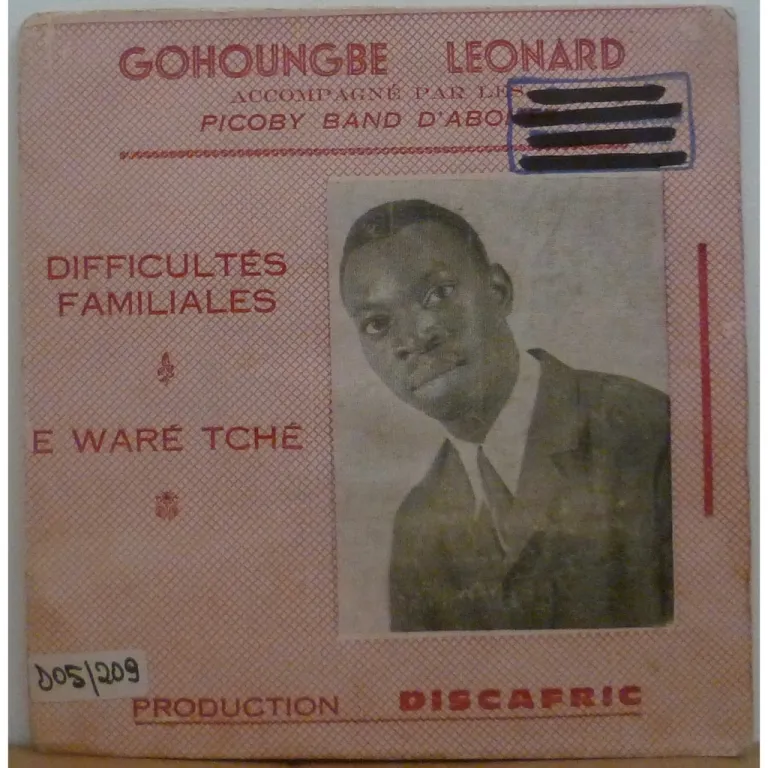 GOHOUNGBE LEONARD
ACCOMPAGNÉ PAR LES
PICOBY BAND D'ABO
DIFFICULTÉS
FAMILIALES
E WARÉ TCHÉ
D05/209
PRODUCTION DISCAFRIC